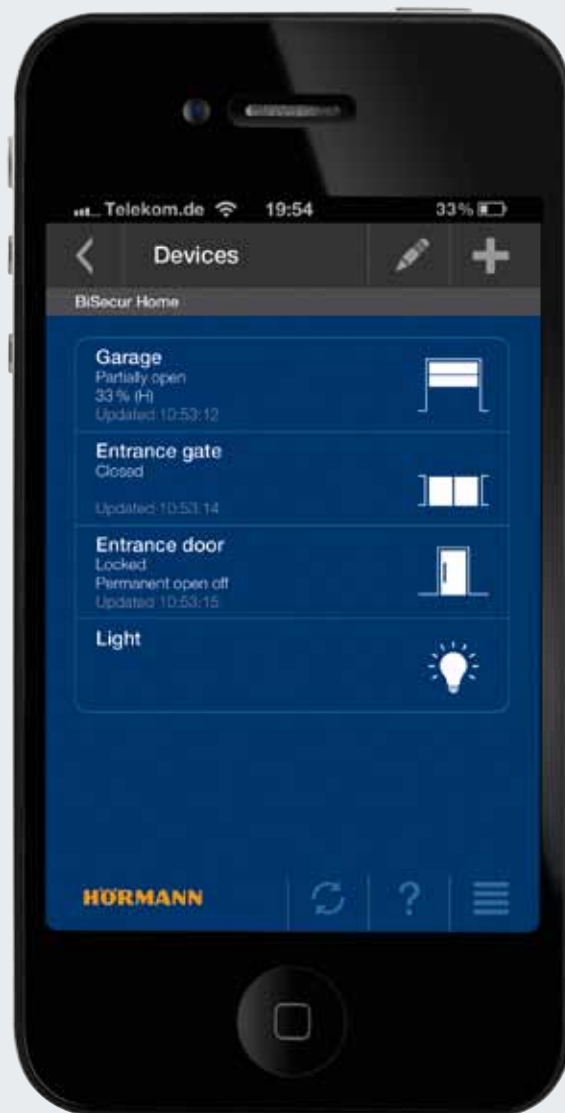 Telekom.de 19:54 33%
Devices
BiSecur Home
Garage
Partially open
33 % (H)
Updated 10:53:12
Entrance gate
Closed
Updated 10:53:14
Entrance door
Locked
Permanent open off
Updated 10:53:15
Light
HÖRMANN
?